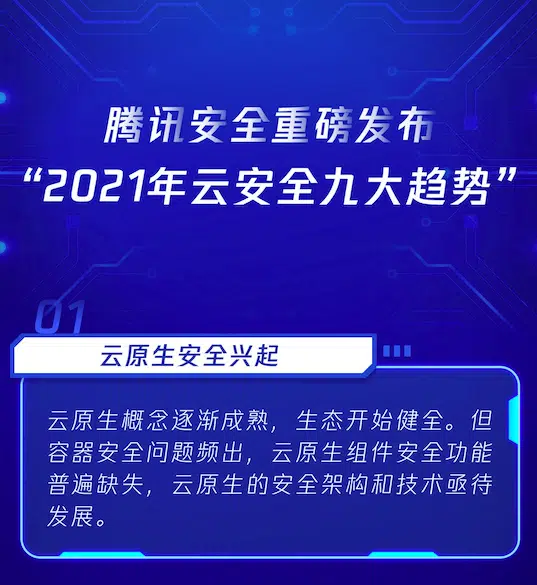 腾讯安全重磅发布
“2021年云安全九大趋势”
01
云原生安全兴起
云原生概念逐渐成熟，生态开始健全。但
容器安全问题频出，云原生组件安全功能
普遍缺失，云原生的安全架构和技术亟待
发展。